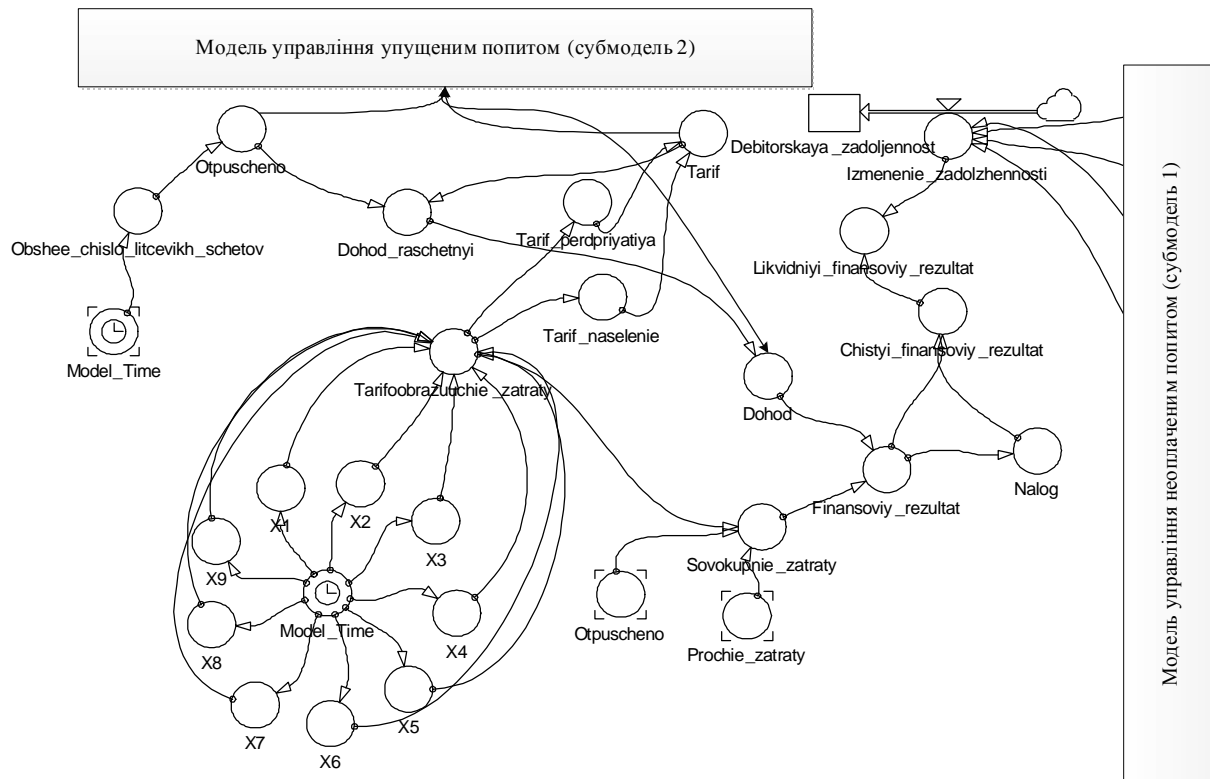 Модель управління упущеним попитом (субмодель 2)
Otpuscheno
Tarif
Debitorskaya_zadoljennost
Izmenenie_zadolzhennosti
Obshee_chislo_litcevikh_schetov
Dohod_raschetnyi
Tarif_perdpriyatiya
Likvidniyi_finansoviy_rezultat
Tarif_naselenie
Model_Time
Chistyi_finansoviy_rezultat
Tarifoobrazuuchie_zatraty
Dohod
Nalog
Finansoviy_rezultat
X1
X2
X3
X9
Sovokupnie_zatraty
Model_Time
X4
Otpuscheno
Prochie_zatraty
X8
X5
X7
X6
Модель управління неоплаченим попитом (субмодель 1)